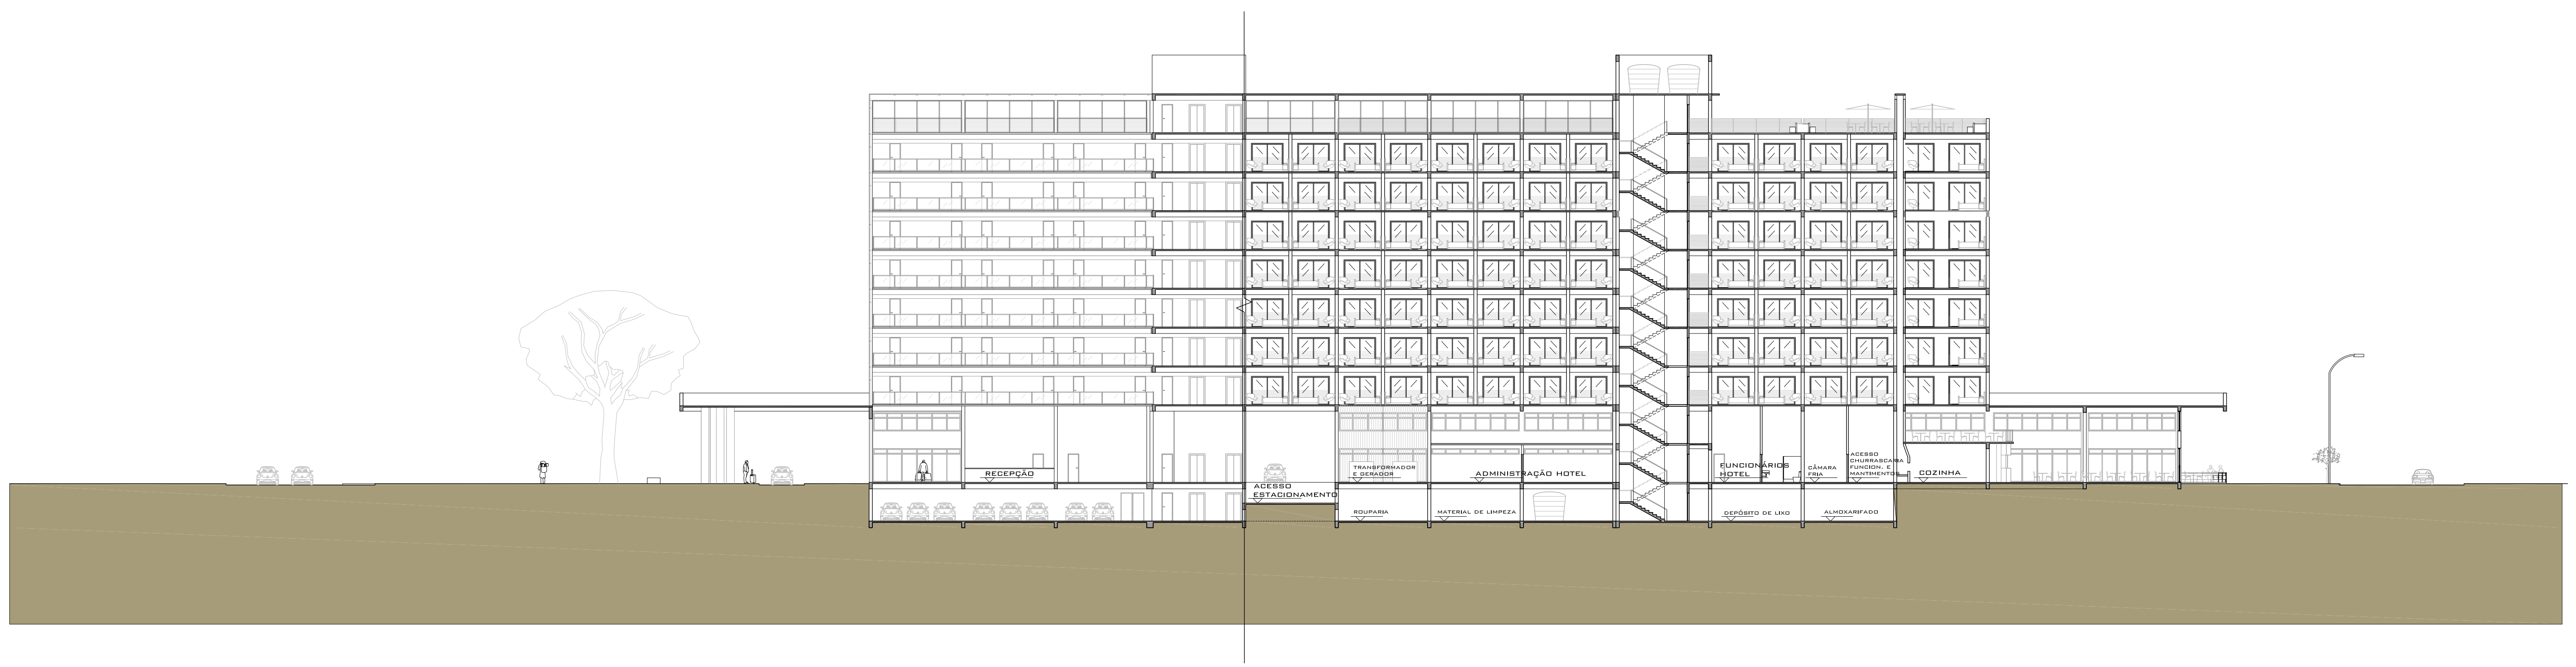 RECEPÇÃO
ACESSO
ESTACIONAMENTO
TRANSFORMADOR
E GERADOR
ADMINISTRAÇÃO HOTEL
FUNCIONÁRIOS
HOTEL
CÂMARA
FRIA
ACESSO
CHURRASCARIA
FUNCION. E
MANTIMENTOS
COZINHA
ROUPARIA
MATERIAL DE LIMPEZA
DEPÓSITO DE LIXO
ALMOXARIFADO